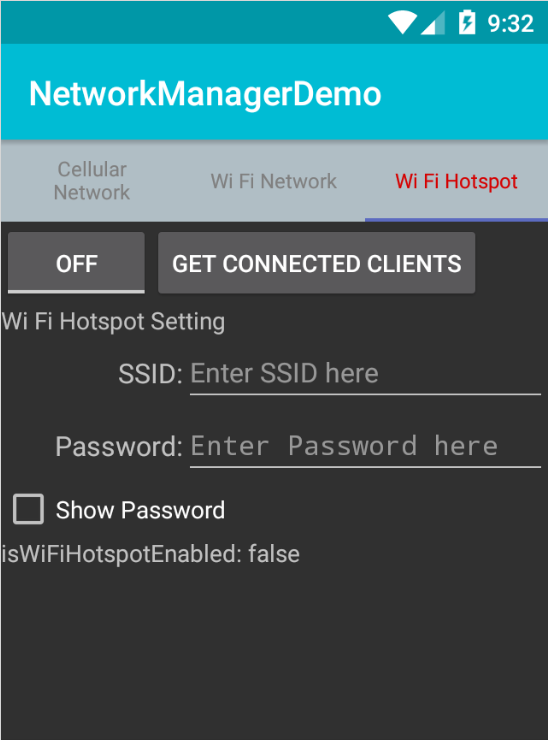 9:32
NetworkManagerDemo
Cellular
Network
Wi Fi Network
Wi Fi Hotspot
OFF
GET CONNECTED CLIENTS
Wi Fi Hotspot Setting
SSID: Enter SSID here
Password: Enter Password here
Show Password
isWiFiHotspotEnabled: false